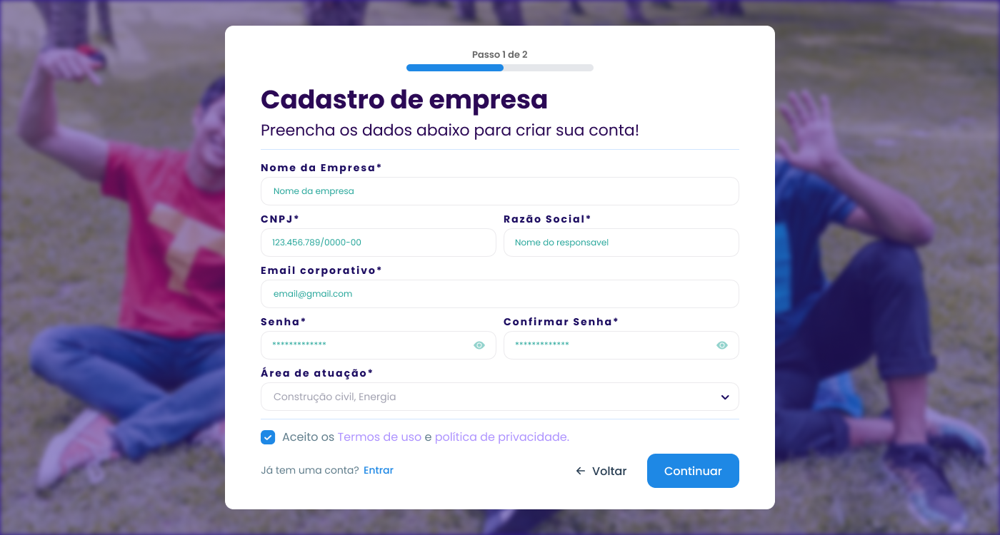 Passo 1 de 2
Cadastro de empresa
Preencha os dados abaixo para criar sua conta!
Nome da Empresa*
Nome da empresa
CNPJ* Razão Social*
123.456.789/0000-00 Nome do responsavel
Email corporativo*
email@gmail.com
Senha* Confirmar Senha*
************* *************
Área de atuação*
Construção civil, Energia
Aceito os Termos de uso e política de privacidade.
Já tem uma conta? Entrar ← Voltar Continuar